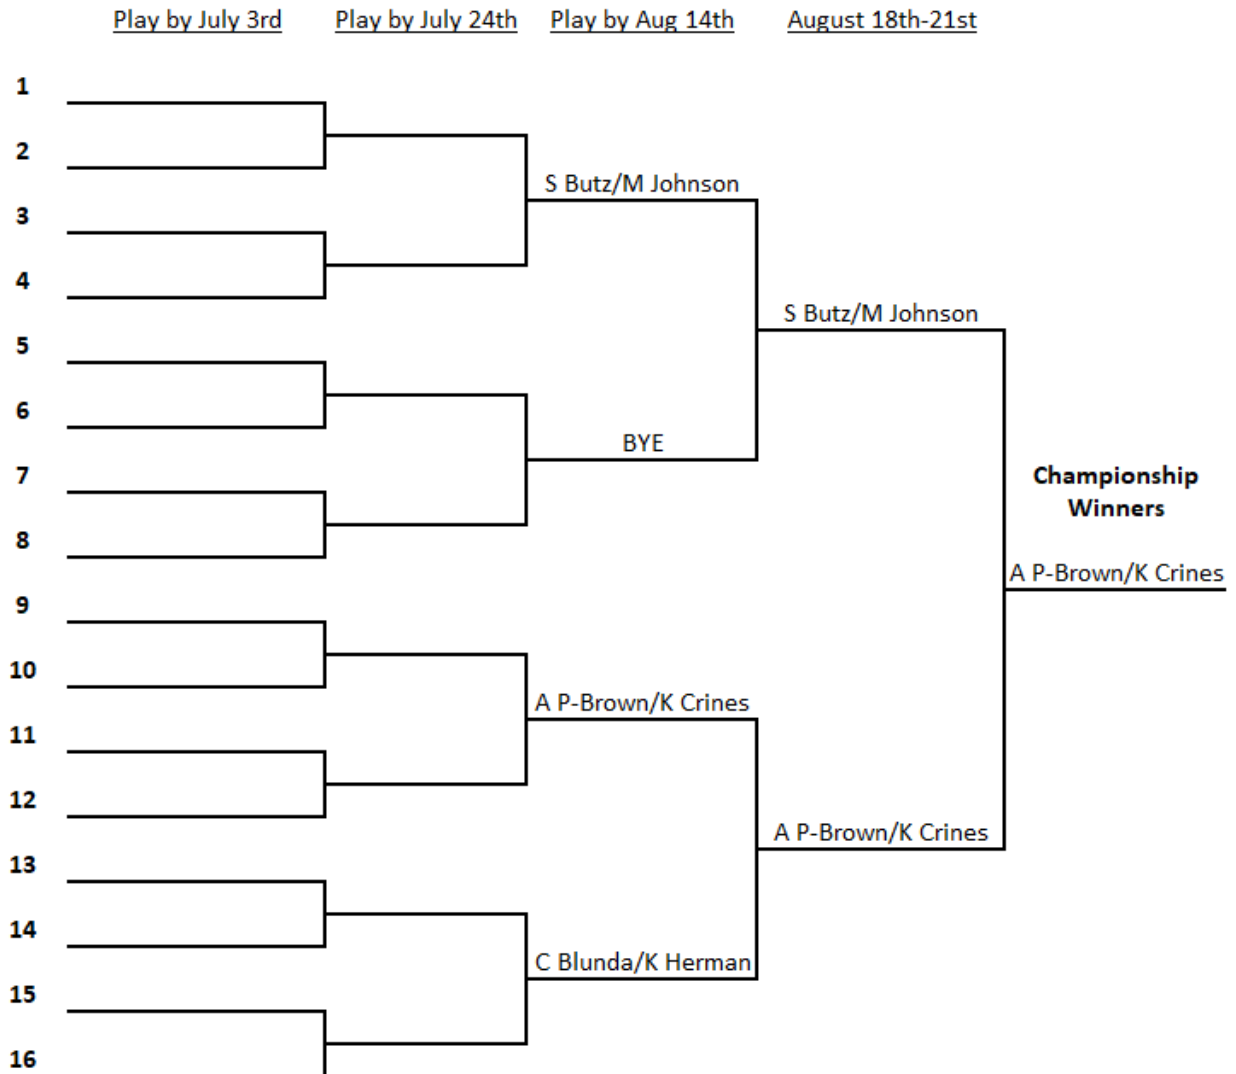 Play by July 3rd
Play by July 24th
Play by Aug 14th
August 18th-21st
1
2
S Butz/M Johnson
3
4
S Butz/M Johnson
5
6
BYE
7
Championship
Winners
8
A P-Brown/K Crines
9
10
A P-Brown/K Crines
11
12
A P-Brown/K Crines
13
14
C Blunda/K Herman
15
16